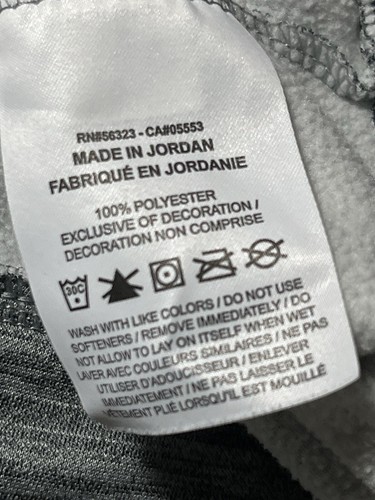 RN#56323 - CA#05553
MADE IN JORDAN
FABRIQUÉ EN JORDANIE
100% POLYESTER
EXCLUSIVE OF DECORATION /
DECORATION NON COMPRISE
30C
WASH WITH LIKE COLORS / DO NOT USE
SOFTENERS / REMOVE IMMEDIATELY / DO
NOT ALLOW TO LAY ON ITSELF WHEN WET
LAVER AVEC COULEURS SIMILAIRES / NE PAS
UTILISER D'ADOUCISSEUR / ENLEVER
IMMEDIATEMENT / NE PAS LAISSER LE
VÊTEMENT PLIÉ LORSQU'IL EST MOUILLÉ